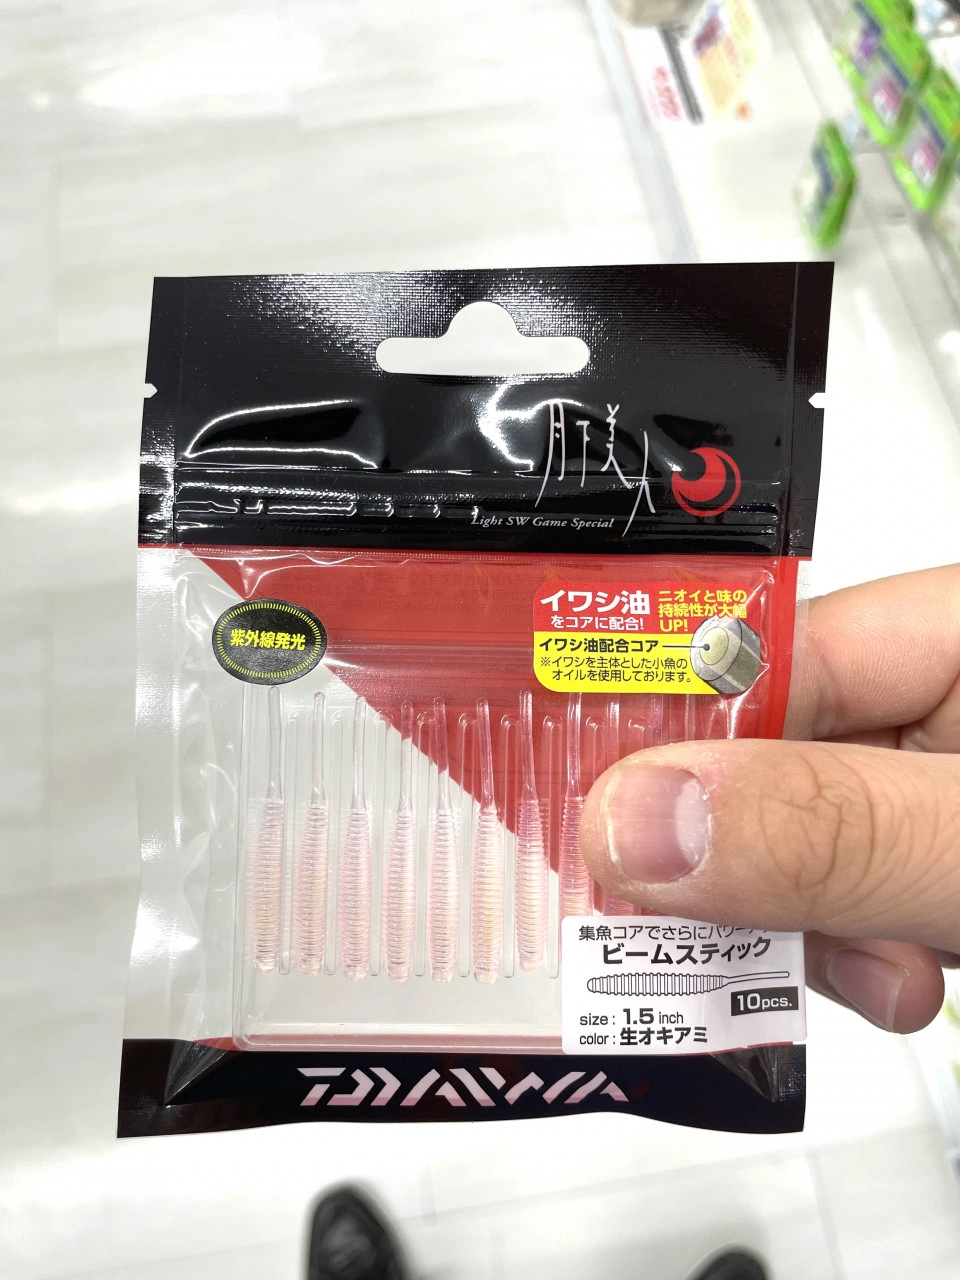 月下美人
Light SW Game Special
紫外線発光
イワシ油
をコアに配合!
ニオイと味の
持続性が大幅
UP!
イワシ油配合コア
※イワシを主体とした小魚の
オイルを使用しております。
集魚コアでさらにパワー
ビームスティック
10pcs.
size : 1.5 inch
color : 生オキアミ
DAIWA